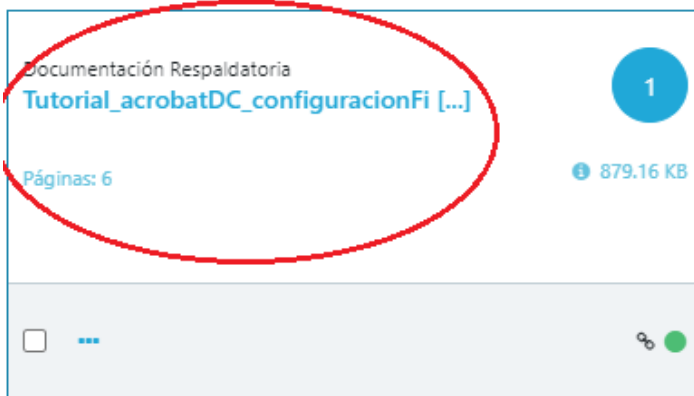 Documentación Respaldatoria
Tutorial_acrobatDC_configuracionFi [...]
1
Páginas: 6
879.16 KB